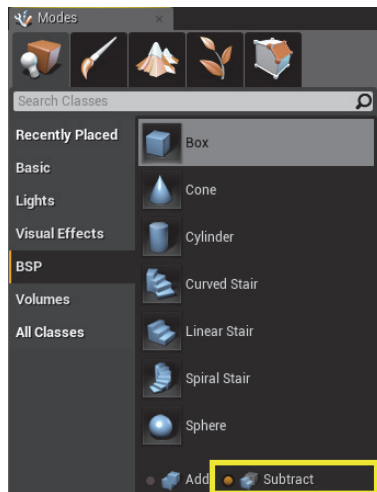 Modes
Search Classes
Recently Placed
Basic
Lights
Visual Effects
BSP
Volumes
All Classes
Box
Cone
Cylinder
Curved Stair
Linear Stair
Spiral Stair
Sphere
Add Subtract